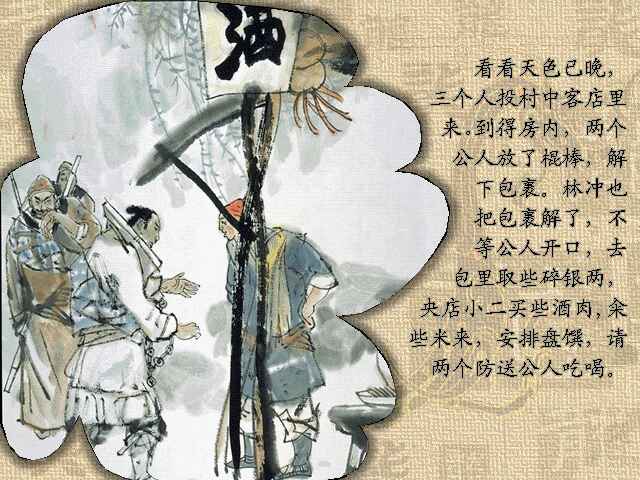 酒
看看天色已晚，
三个人投村中客店里
来。到得房内，两个
公人放了棍棒，解
下包裹。林冲也
把包裹解了，不
等公人开口，去
包里取些碎银两，
央店小二买些酒肉，籴
些米来，安排盘馔，请
两个防送公人吃喝。